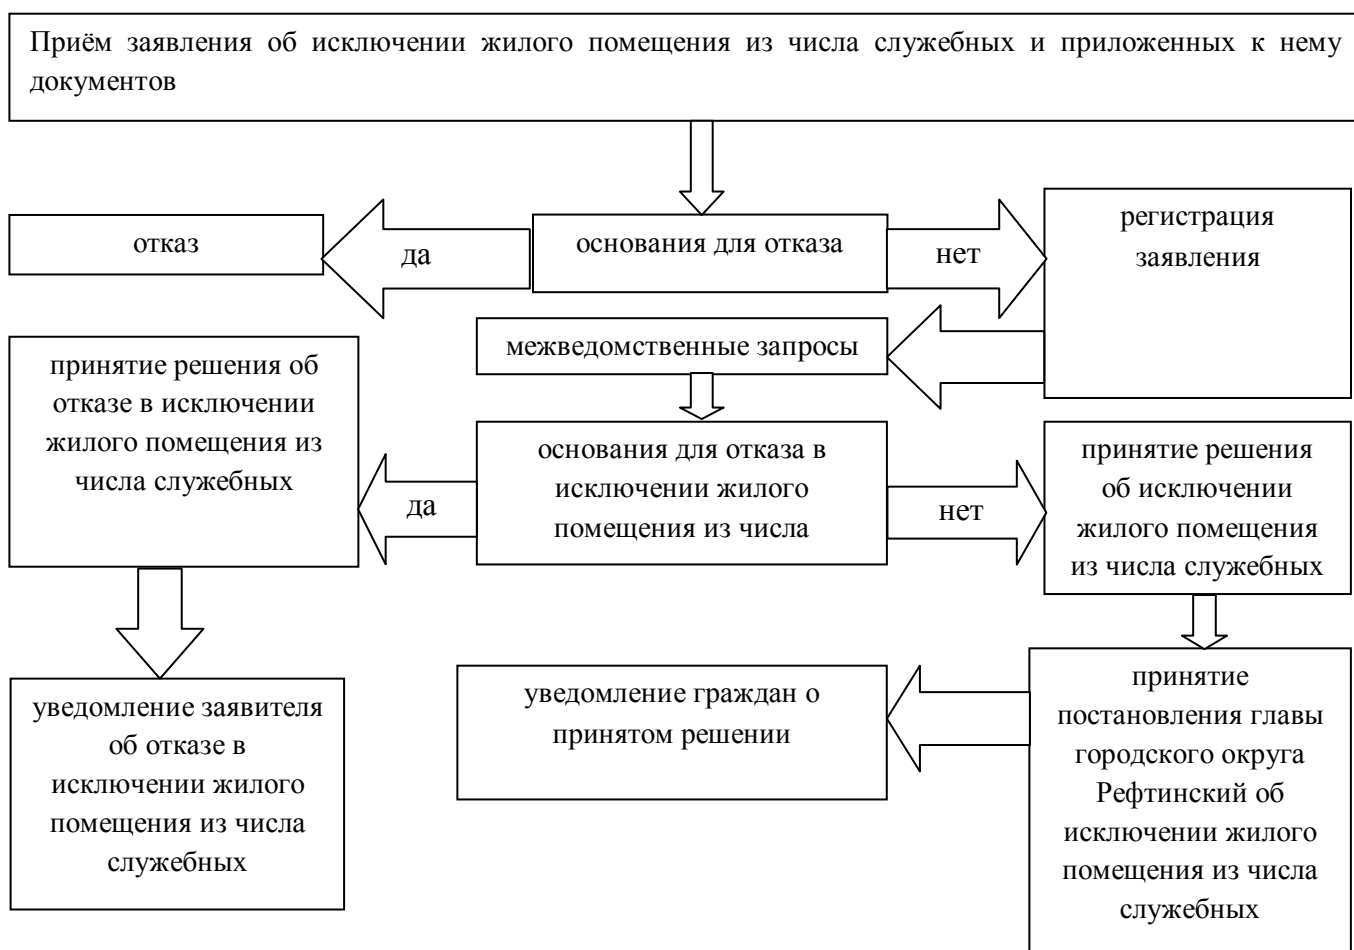 Приём заявления об исключении жилого помещения из числа служебных и приложенных к нему
документов
отказ
да
основания для отказа
нет
регистрация
заявления
межведомственные запросы
принятие решения об
отказе в исключении
жилого помещения из
числа служебных
да
основания для отказа в
исключении жилого
помещения из числа
нет
принятие решения
об исключении
жилого помещения
из числа служебных
уведомление заявителя
об отказе в
исключении жилого
помещения из числа
служебных
уведомление граждан о
принятом решении
принятие
постановления главы
городского округа
Рефтинский об
исключении жилого
помещения из числа
служебных